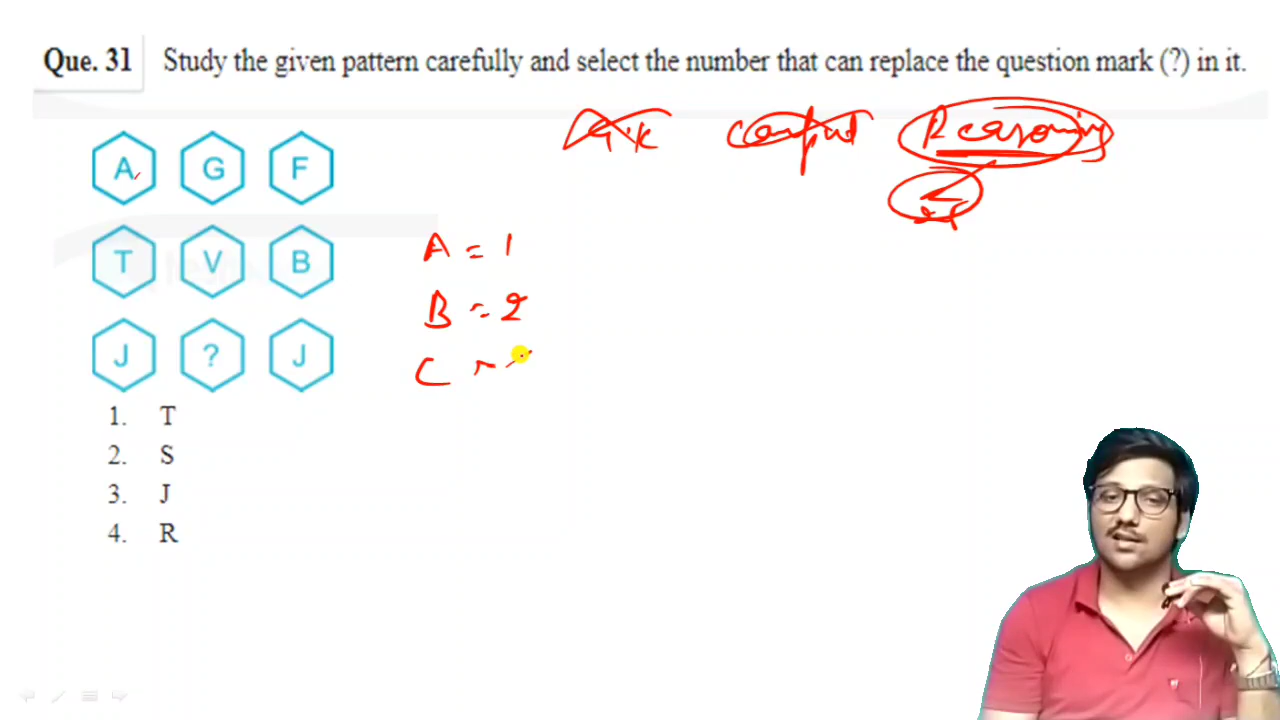 Que. 31 Study the given pattern carefully and select the number that can replace the question mark (?) in it.
Reasoning
A G F
T V B
J ? J
A = 1
B = 2
C
1. T
2. S
3. J
4. R